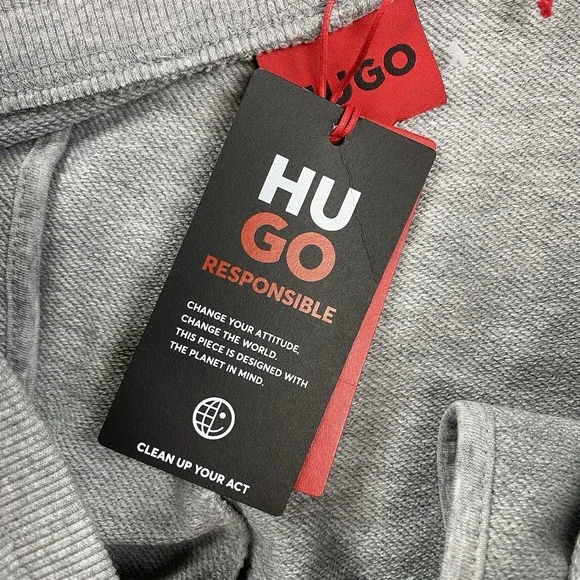 HUGO
HU
GO
RESPONSIBLE
CHANGE YOUR ATTITUDE,
CHANGE THE WORLD.
THIS PIECE IS DESIGNED WITH
THE PLANET IN MIND.
CLEAN UP YOUR ACT